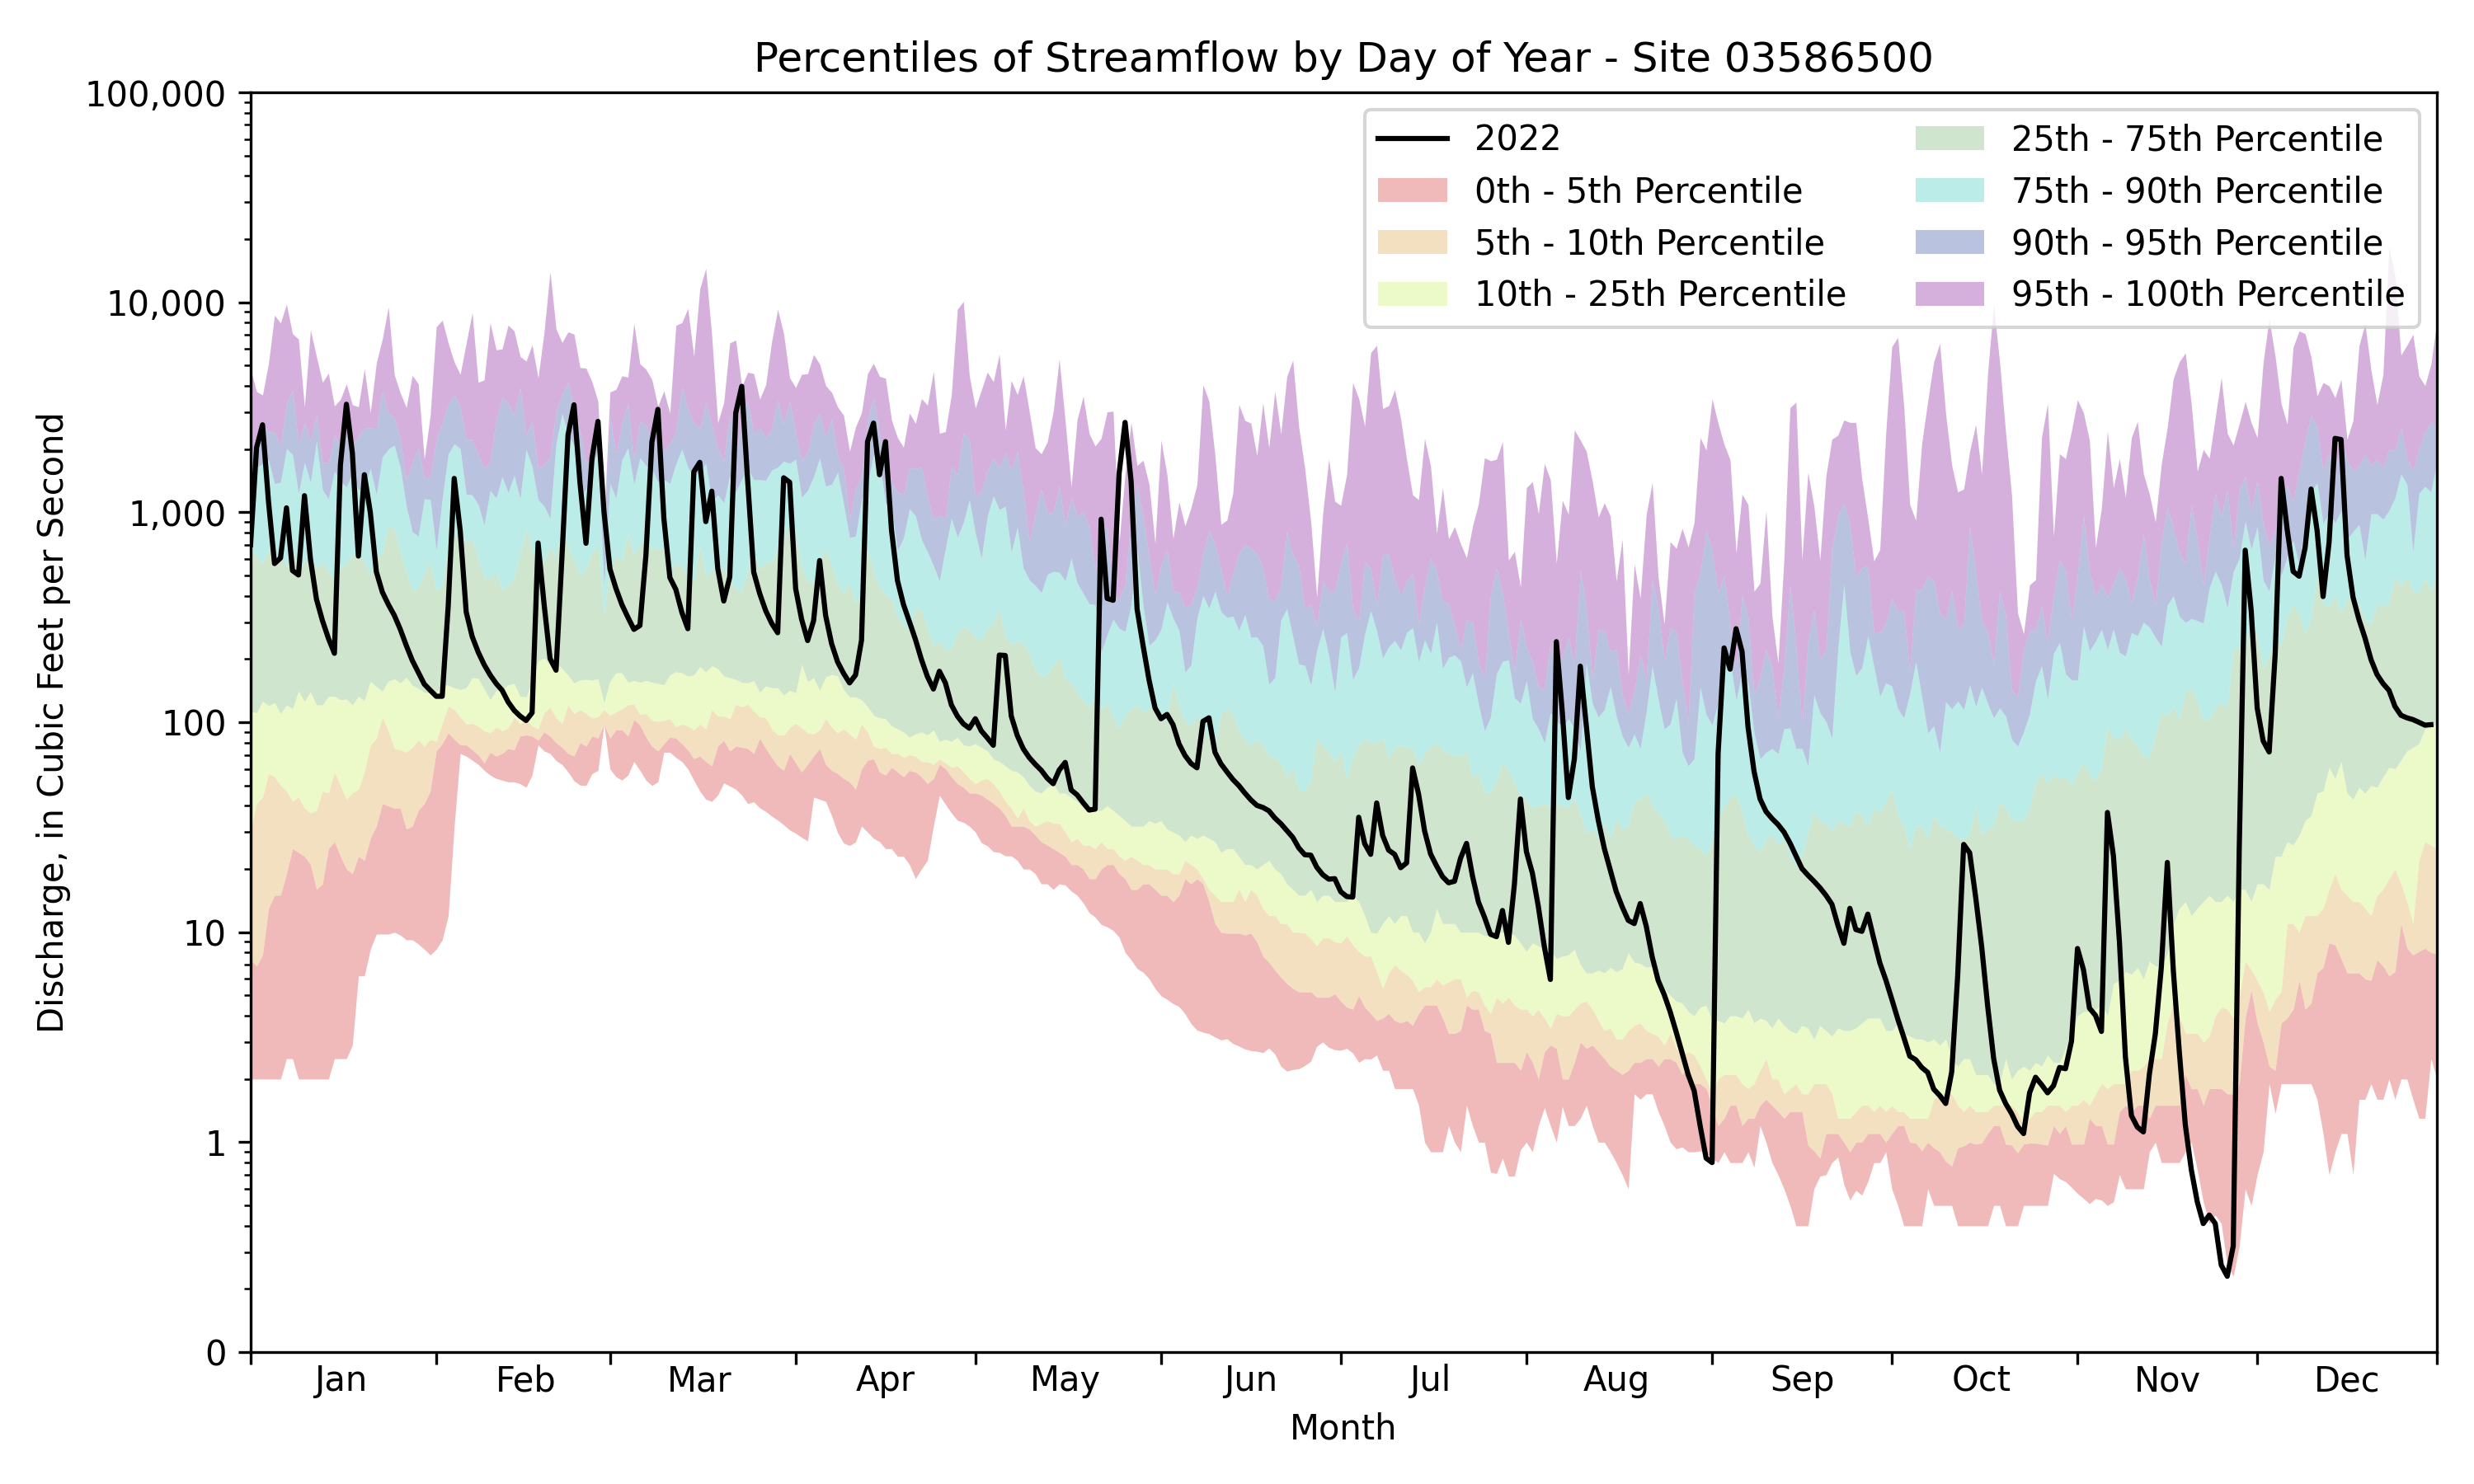 Percentiles of Streamflow by Day of Year - Site 03586500
100,000
10,000
1,000
100
10
1
0
Discharge, in Cubic Feet per Second
2022
0th - 5th Percentile
5th - 10th Percentile
10th - 25th Percentile
25th - 75th Percentile
75th - 90th Percentile
90th - 95th Percentile
95th - 100th Percentile
Jan Feb Mar Apr May Jun Jul Aug Sep Oct Nov Dec
Month